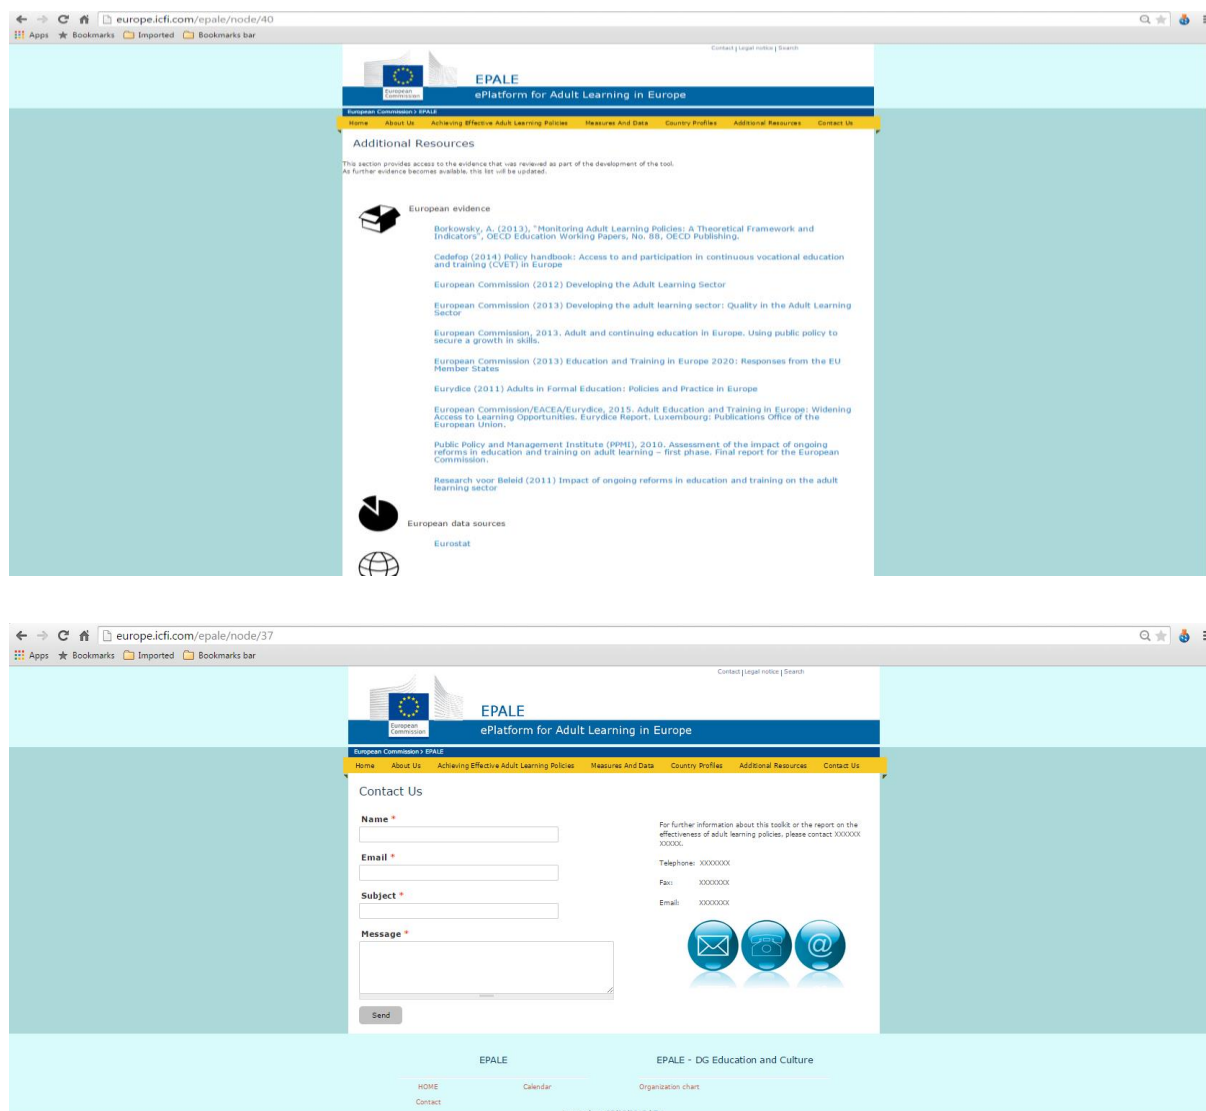 europe.icfi.com/epale/node/40
Apps Bookmarks Imported Bookmarks bar
Contact | Legal notice | Search
European
Commission
EPALE
ePlatform for Adult Learning in Europe
European Commission > EPALE
Home About Us Achieving Effective Adult Learning Policies Measures And Data Country Profiles Additional Resources Contact Us
Additional Resources
This section provides access to the evidence that was reviewed as part of the development of the tool.
As further evidence becomes available, this list will be updated.
European evidence
Borkowsky, A. (2013), "Monitoring Adult Learning Policies: A Theoretical Framework and
Indicators", OECD Education Working Papers, No. 88, OECD Publishing.
Cedefop (2014) Policy handbook: Access to and participation in continuous vocational education
and training (CVET) in Europe
European Commission (2012) Developing the Adult Learning Sector
European Commission (2013) Developing the adult learning sector: Quality in the Adult Learning
Sector
European Commission, 2013. Adult and continuing education in Europe. Using public policy to
secure a growth in skills.
European Commission (2013) Education and Training in Europe 2020: Responses from the EU
Member States
Eurydice (2011) Adults in Formal Education: Policies and Practice in Europe
European Commission/EACEA/Eurydice, 2015. Adult Education and Training in Europe: Widening
Access to Learning Opportunities. Eurydice Report. Luxembourg: Publications Office of the
European Union.
Public Policy and Management Institute (PPMI), 2010. Assessment of the impact of ongoing
reforms in education and training on adult learning – first phase. Final report for the European
Commission.
Research voor Beleid (2011) Impact of ongoing reforms in education and training on the adult
learning sector
European data sources
Eurostat
europe.icfi.com/epale/node/37
Apps Bookmarks Imported Bookmarks bar
Contact | Legal notice | Search
European
Commission
EPALE
ePlatform for Adult Learning in Europe
European Commission > EPALE
Home About Us Achieving Effective Adult Learning Policies Measures And Data Country Profiles Additional Resources Contact Us
Contact Us
Name *
Email *
Subject *
Message *
Send
For further information about this toolkit or the report on the
effectiveness of adult learning policies, please contact XXXXXX
XXXXX.
Telephone: XXXXXXX
Fax: XXXXXXX
Email: XXXXXXX
@
EPALE EPALE - DG Education and Culture
HOME Calendar Organization chart
Contact